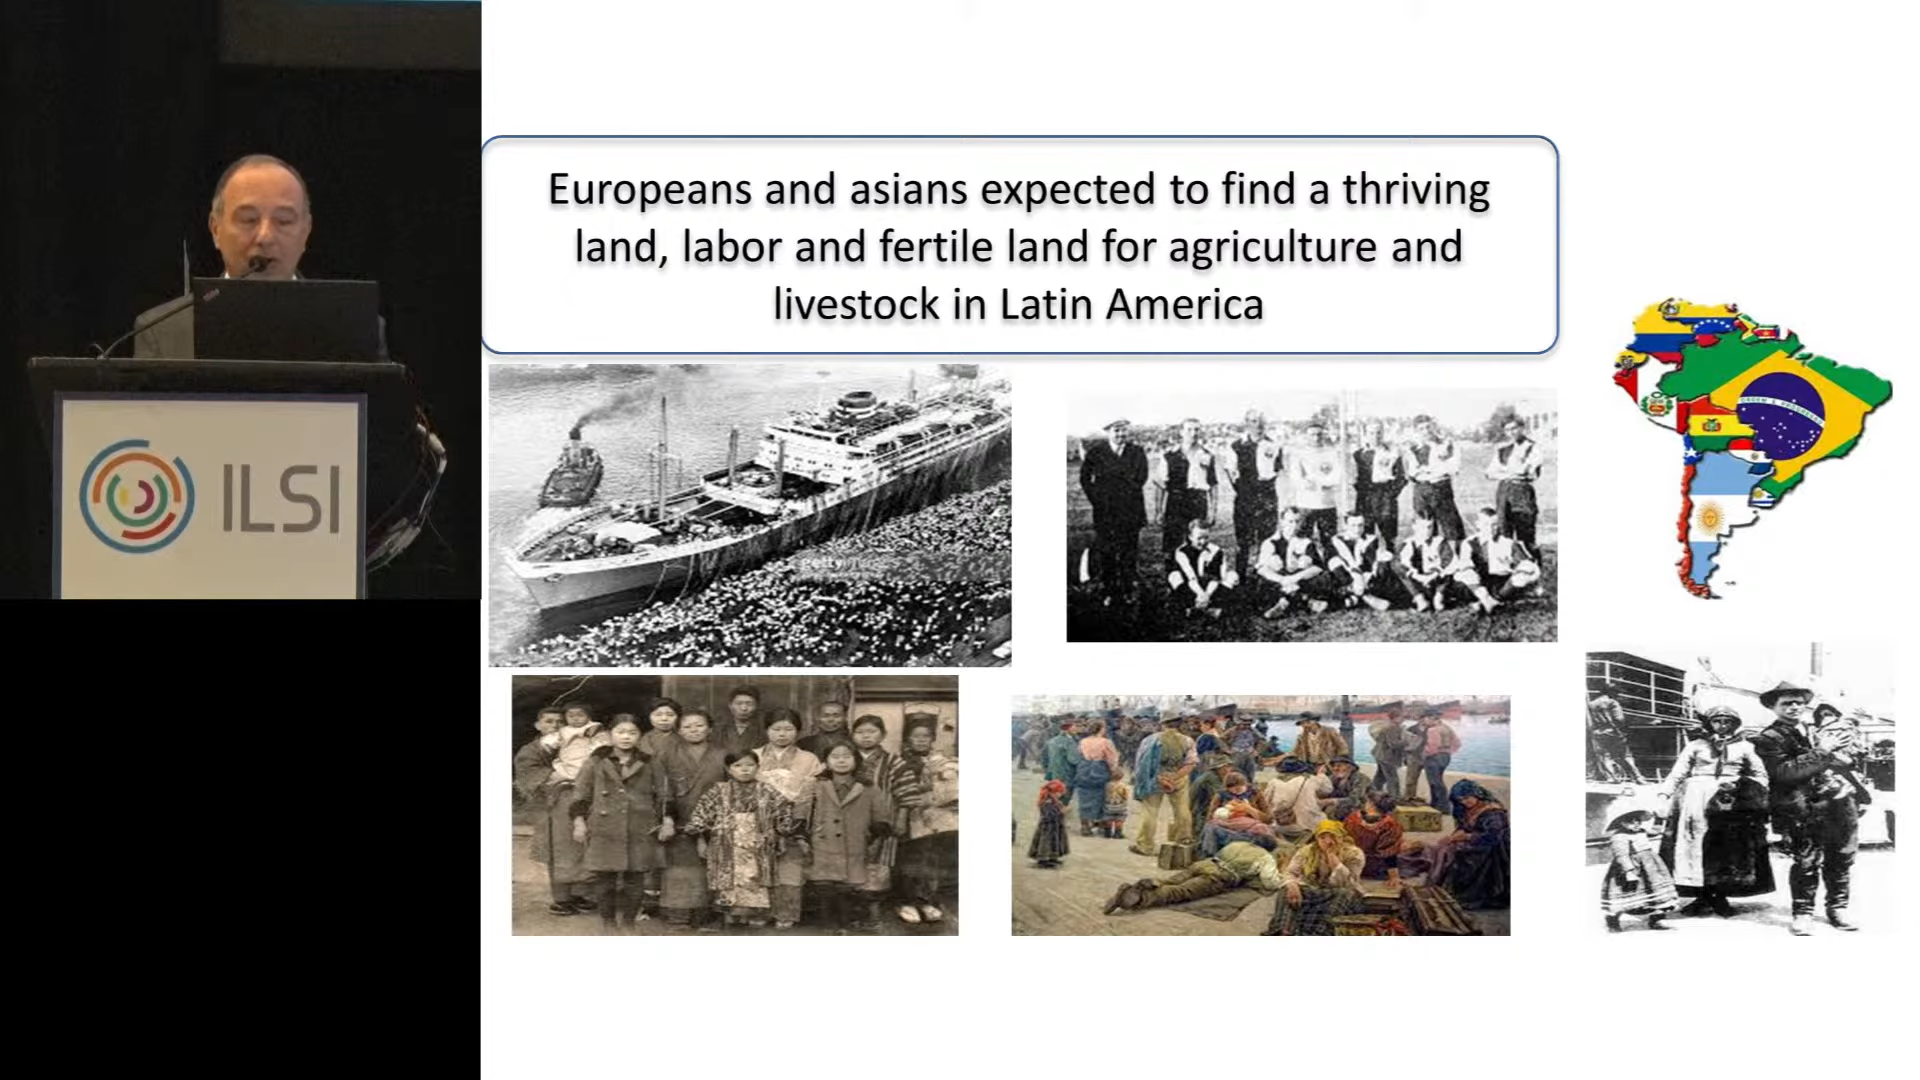 Europeans and asians expected to find a thriving
land, labor and fertile land for agriculture and
livestock in Latin America
ILSI
gettyimages